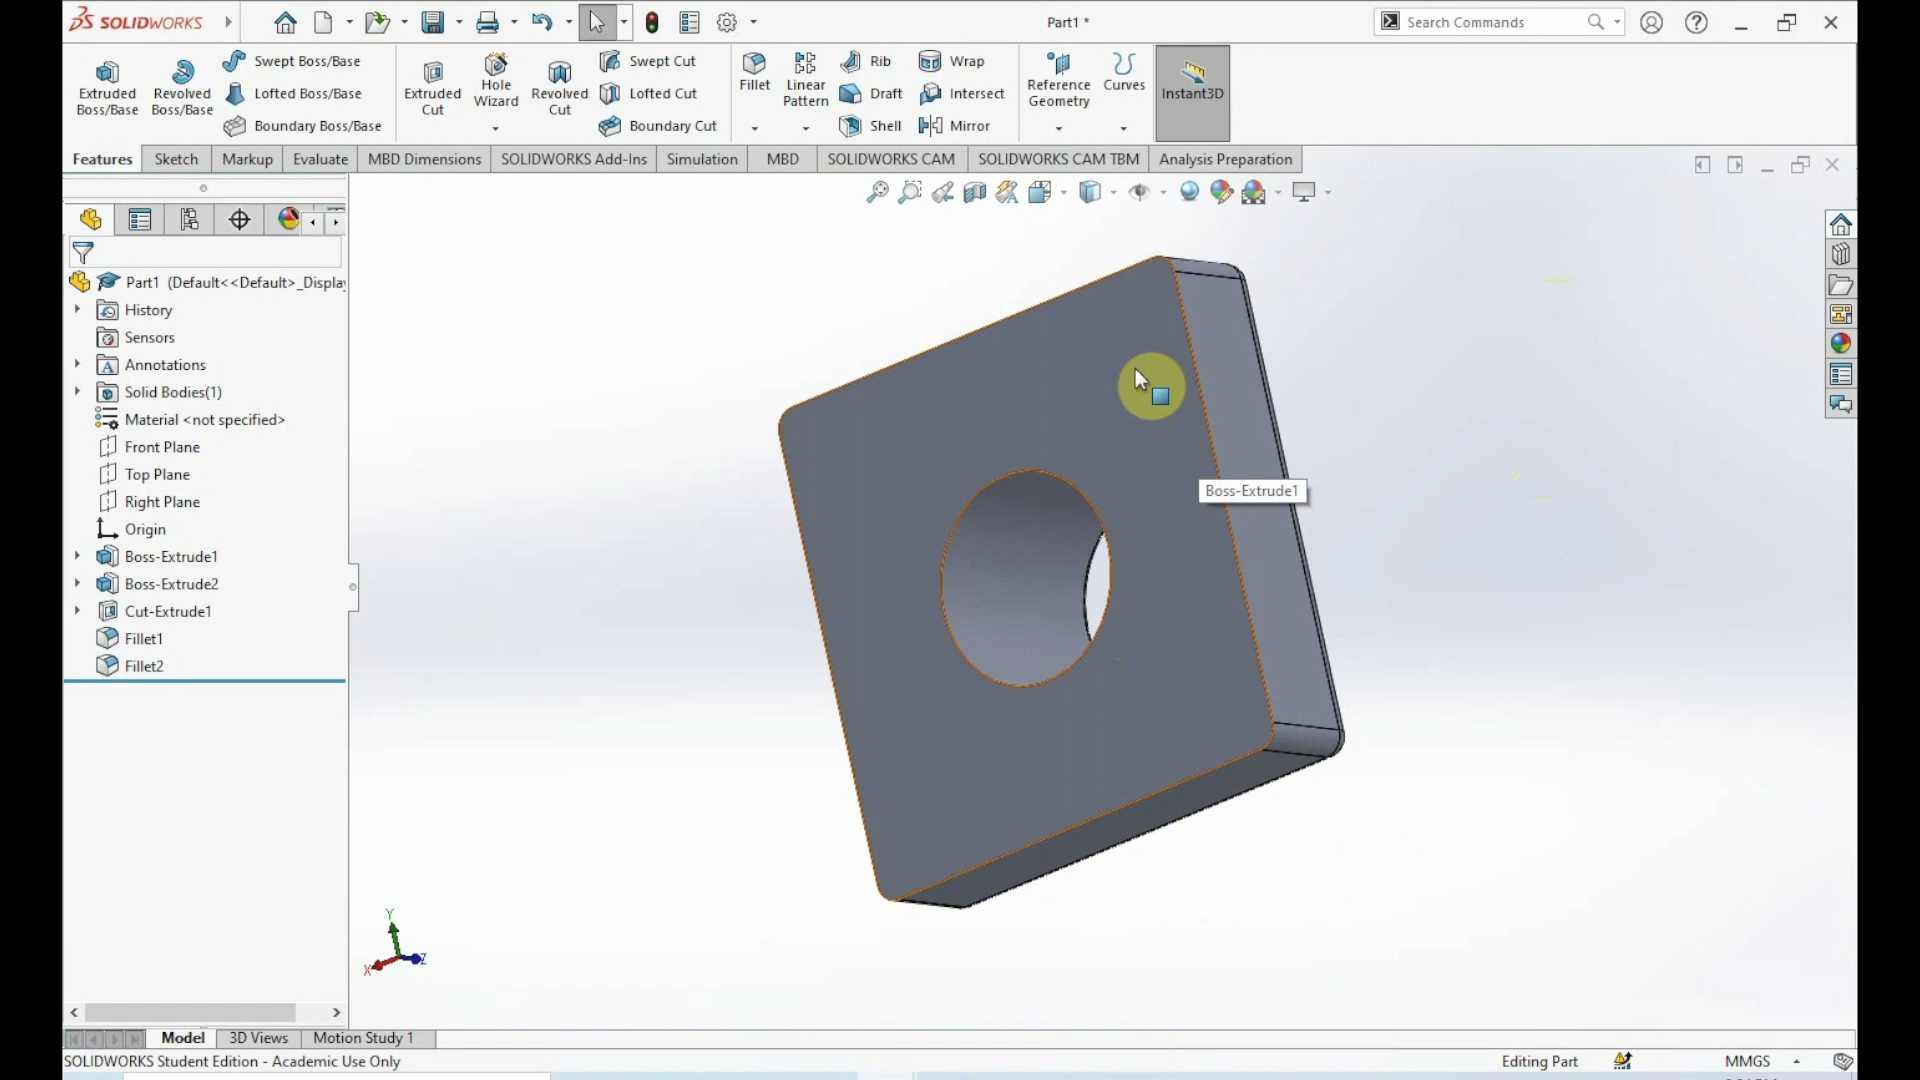 SOLIDWORKS
Part1 *
Search Commands
Extruded Boss/Base
Revolved Boss/Base
Swept Boss/Base
Lofted Boss/Base
Boundary Boss/Base
Extruded Cut
Hole Wizard
Revolved Cut
Swept Cut
Lofted Cut
Boundary Cut
Fillet
Linear Pattern
Rib
Draft
Shell
Wrap
Intersect
Mirror
Reference Geometry
Curves
Instant3D
Features
Sketch
Markup
Evaluate
MBD Dimensions
SOLIDWORKS Add-Ins
Simulation
MBD
SOLIDWORKS CAM
SOLIDWORKS CAM TBM
Analysis Preparation
Part1 (Default<<Default>_Display
History
Sensors
Annotations
Solid Bodies(1)
Material <not specified>
Front Plane
Top Plane
Right Plane
Origin
Boss-Extrude1
Boss-Extrude2
Cut-Extrude1
Fillet1
Fillet2
Boss-Extrude1
Y
X
Z
Model
3D Views
Motion Study 1
SOLIDWORKS Student Edition - Academic Use Only
Editing Part
MMGS